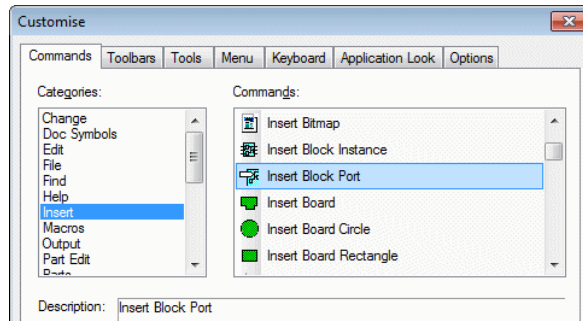 Customise
Commands Toolbars Tools Menu Keyboard Application Look Options
Categories:
Change
Doc Symbols
Edit
File
Find
Help
Insert
Macros
Output
Part Edit
Parts
Commands:
Insert Bitmap
Insert Block Instance
Insert Block Port
Insert Board
Insert Board Circle
Insert Board Rectangle
Description: Insert Block Port